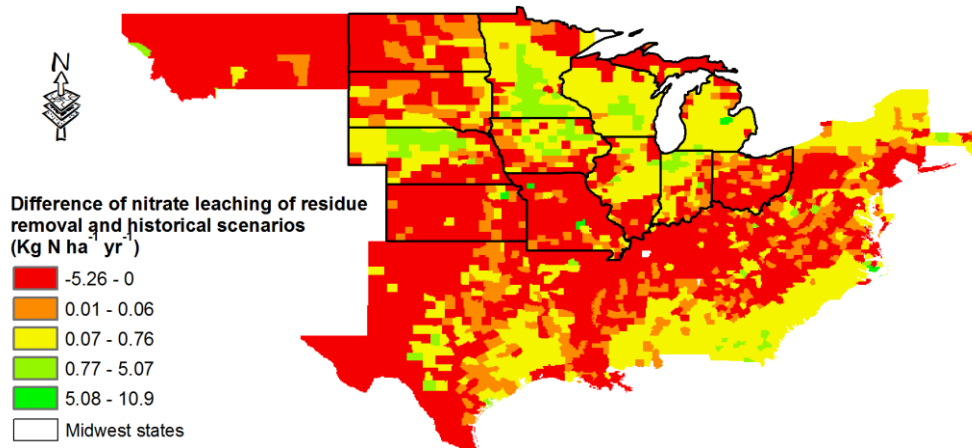 N
Difference of nitrate leaching of residue
removal and historical scenarios
(Kg N ha⁻¹ yr⁻¹)
-5.26 - 0
0.01 - 0.06
0.07 - 0.76
0.77 - 5.07
5.08 - 10.9
Midwest states